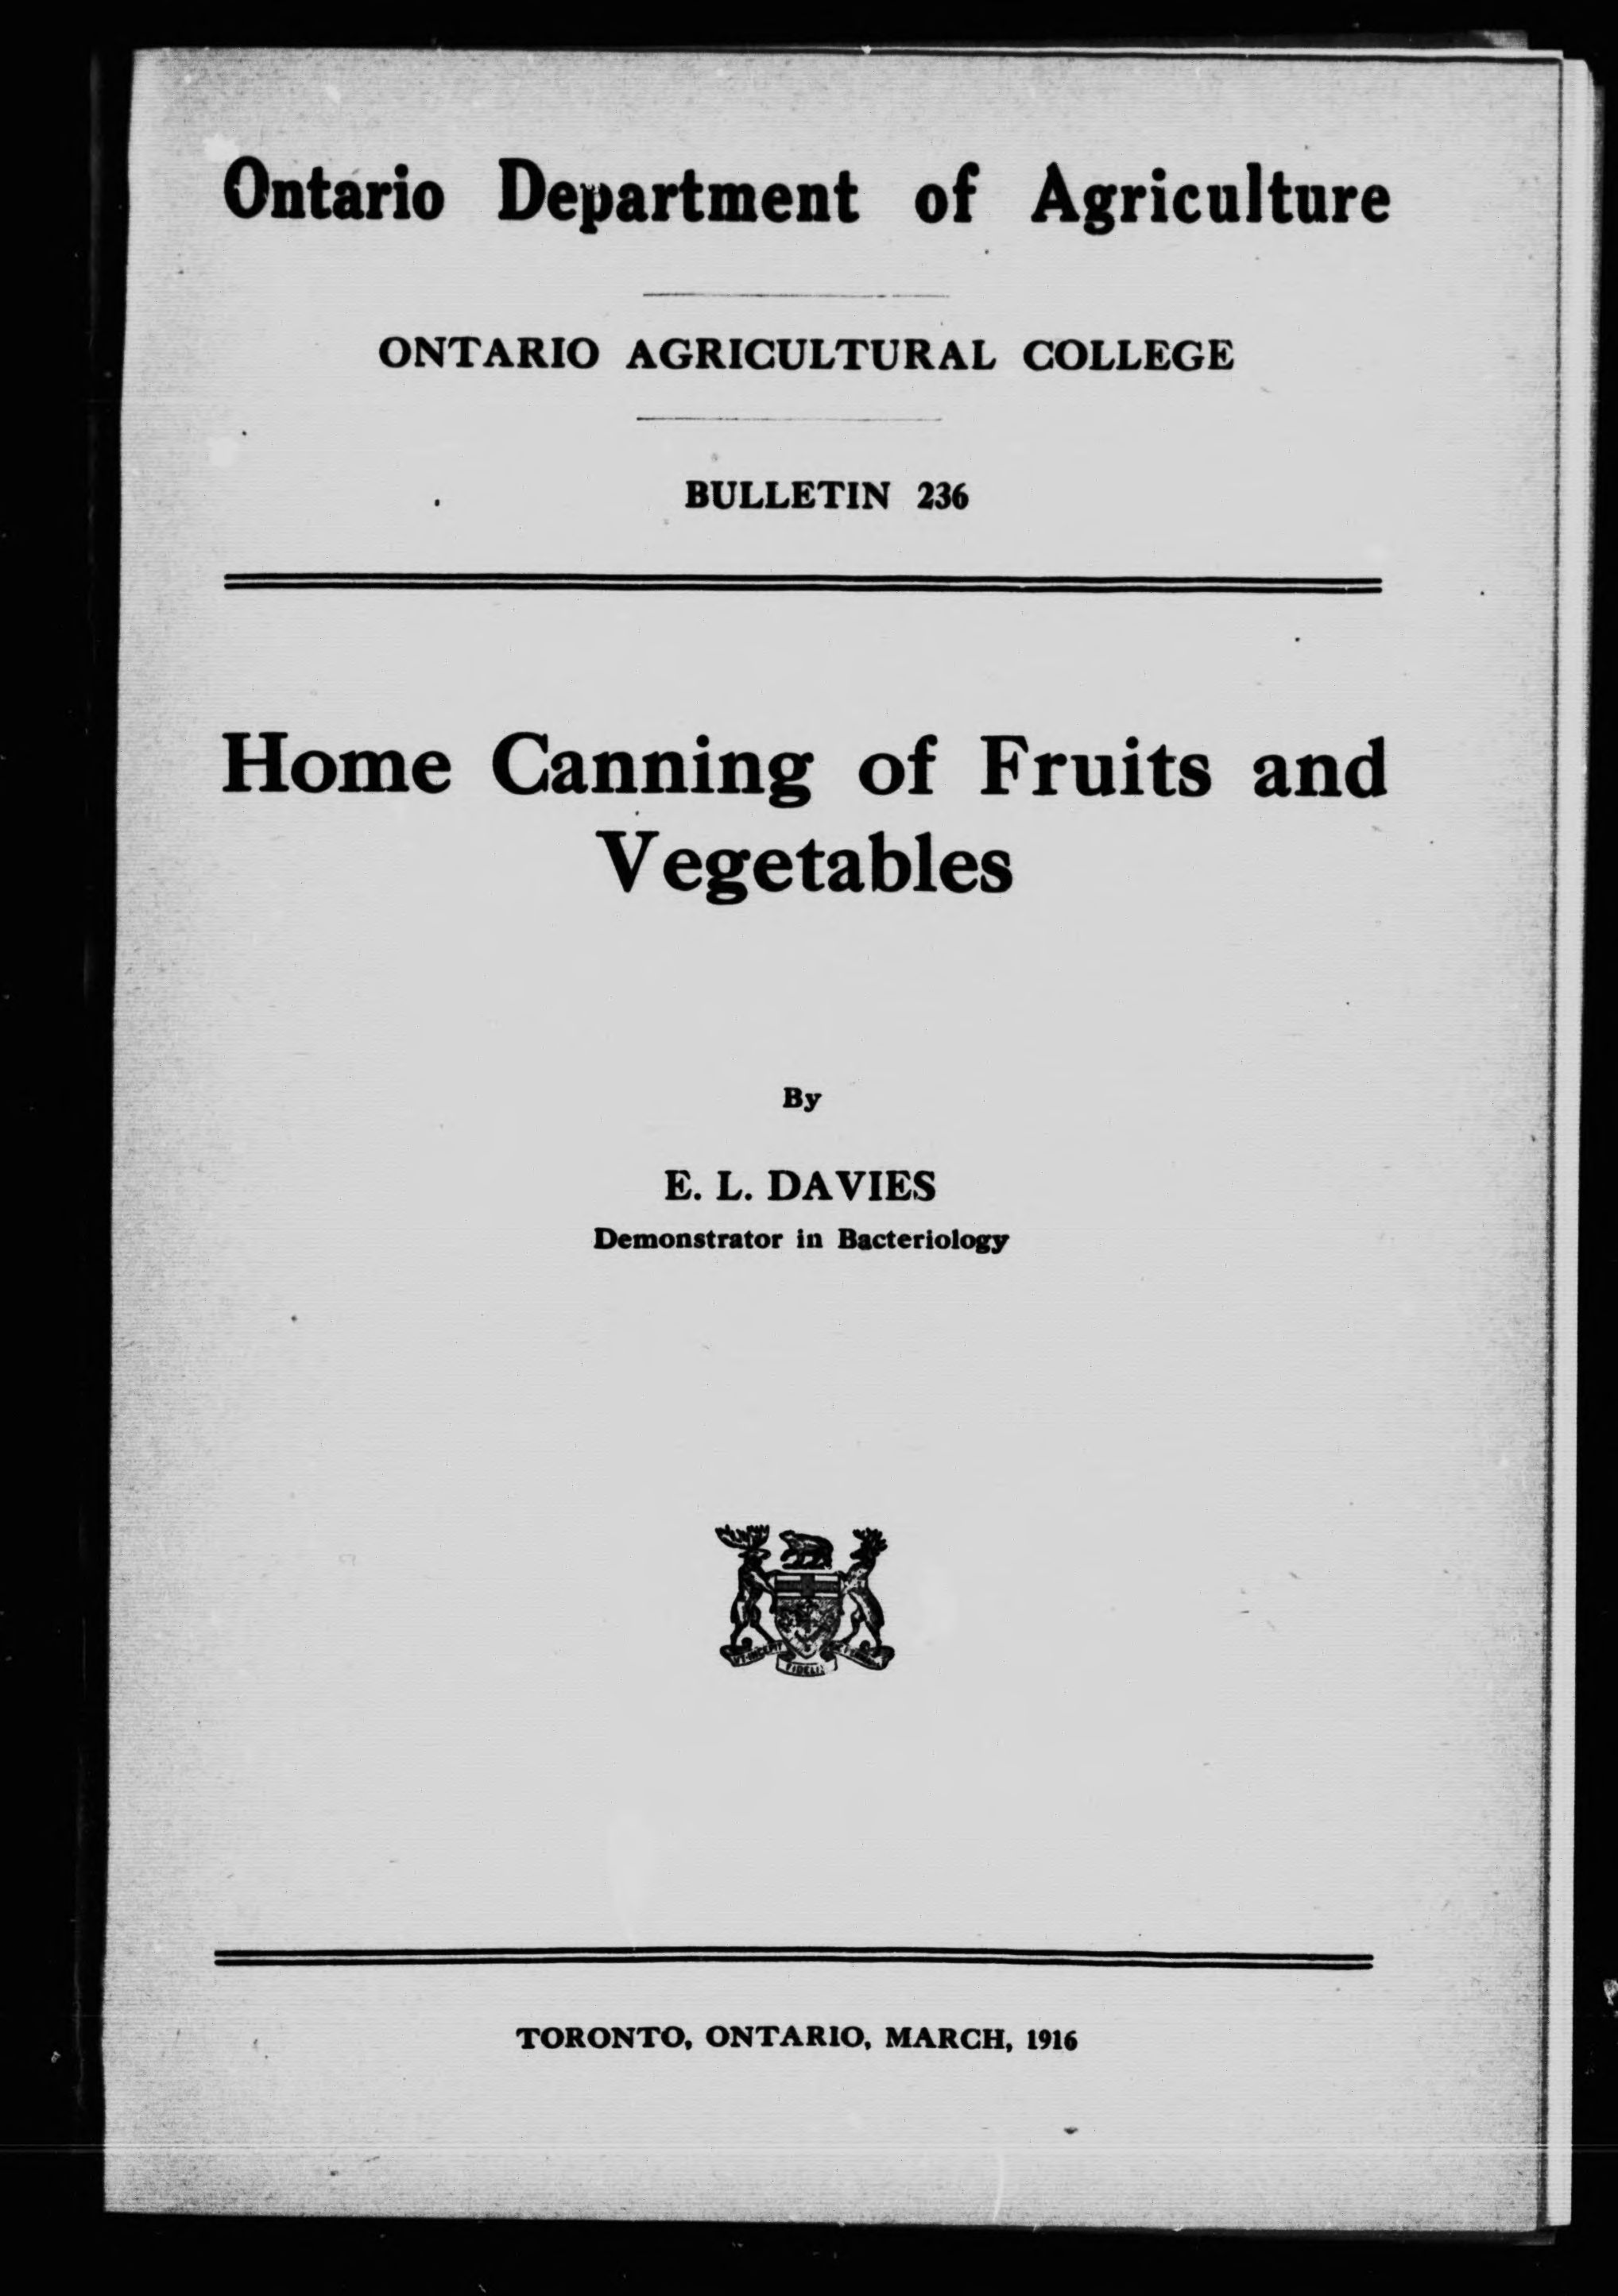 Ontario Department of Agriculture
ONTARIO AGRICULTURAL COLLEGE
BULLETIN 236
Home Canning of Fruits and
Vegetables
By
E. L. DAVIES
Demonstrator in Bacteriology
TORONTO, ONTARIO, MARCH, 1916